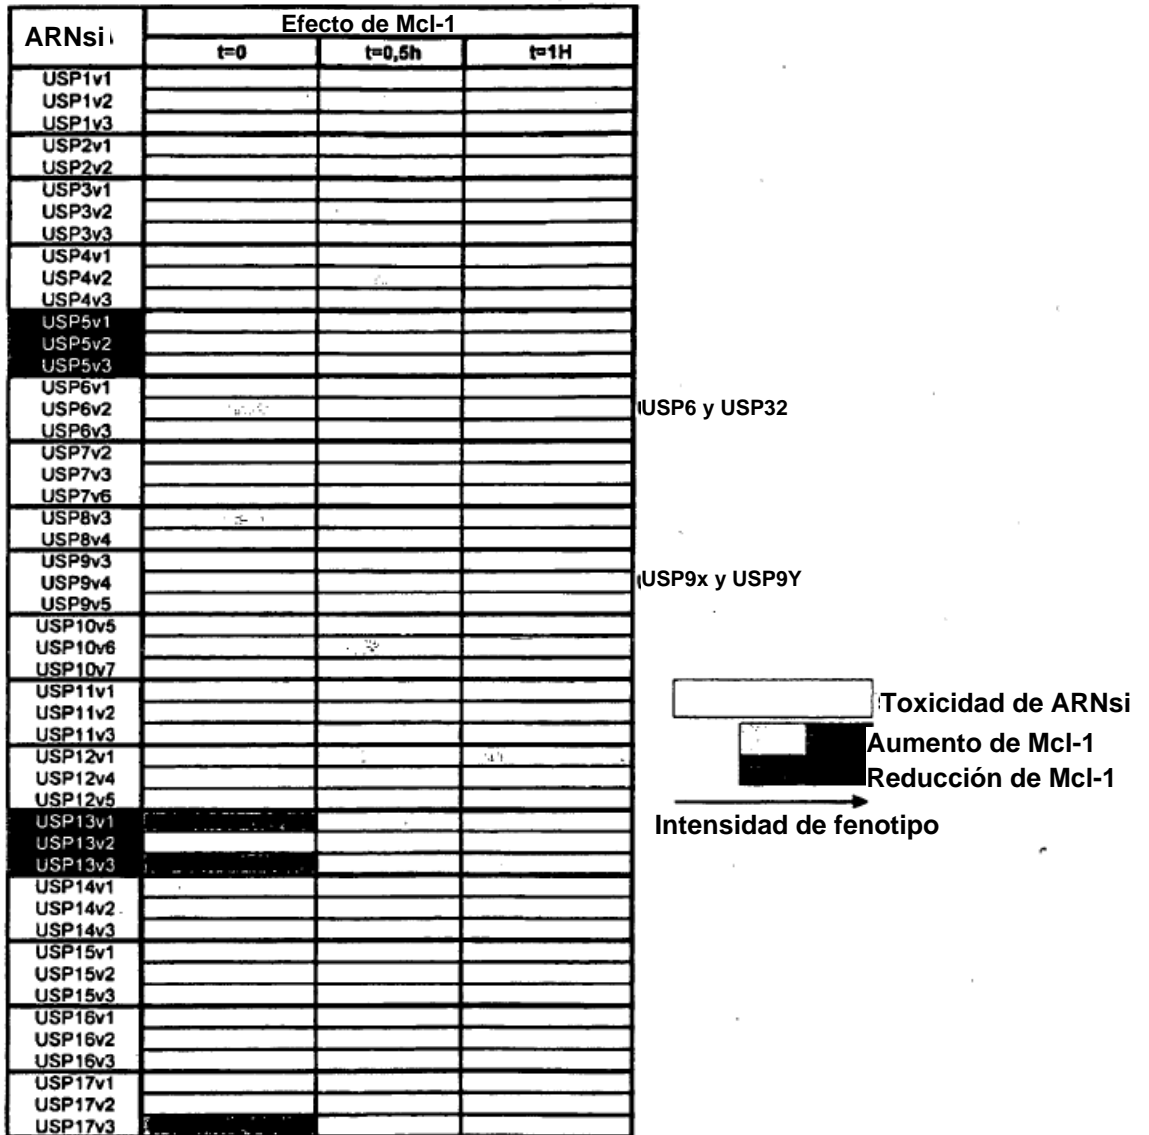 ARNsi
Efecto de Mcl-1
t=0 t=0,5h t=1H
USP1v1
USP1v2
USP1v3
USP2v1
USP2v2
USP3v1
USP3v2
USP3v3
USP4v1
USP4v2
USP4v3
USP5v1
USP5v2
USP5v3
USP6v1
USP6v2 USP6 y USP32
USP6v3
USP7v2
USP7v3
USP7v6
USP8v3
USP8v4
USP9v3
USP9v4 USP9x y USP9Y
USP9v5
USP10v5
USP10v6
USP10v7
USP11v1
USP11v2
USP11v3
USP12v1
USP12v4
USP12v5
USP13v1
USP13v2
USP13v3
USP14v1
USP14v2
USP14v3
USP15v1
USP15v2
USP15v3
USP16v1
USP16v2
USP16v3
USP17v1
USP17v2
USP17v3
Toxicidad de ARNsi
Aumento de Mcl-1
Reducción de Mcl-1
Intensidad de fenotipo